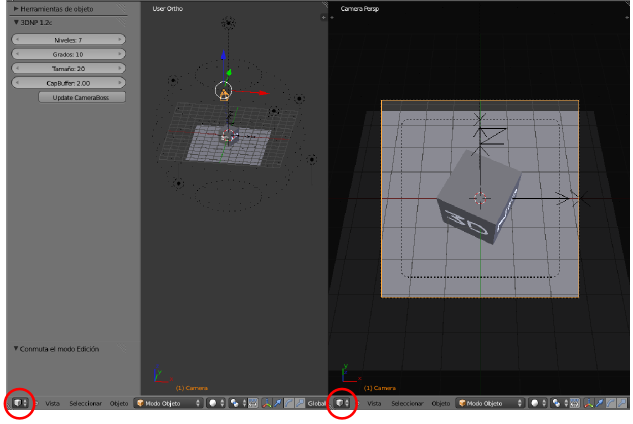 Herramientas de objeto
3DNP 1.2c
Niveles: 7
Grados: 10
Tamaño: 20
CapBuffer: 2.00
Update CameraBoss
Conmuta el modo Edición
User Ortho
(1) Camera
Camera Persp
3D
(1) Camera
Vista Seleccionar Objeto Modo Objeto Global
Vista Seleccionar Objeto Modo Objeto